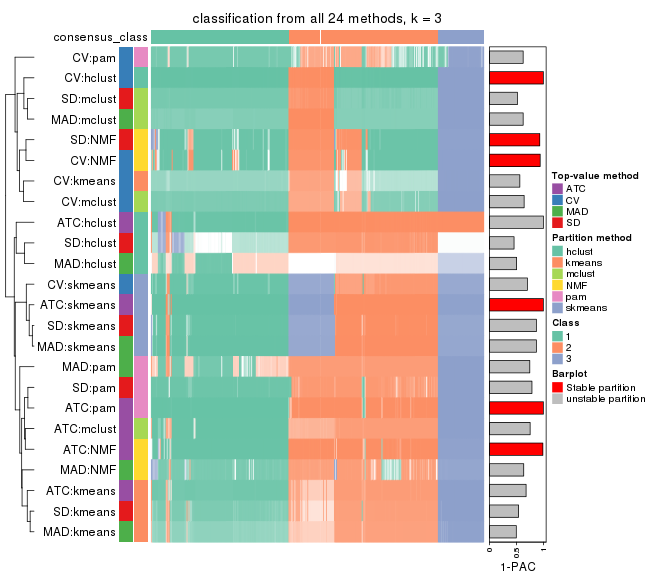 classification from all 24 methods, k = 3
consensus_class
CV:pam
CV:hclust
SD:mclust
MAD:mclust
SD:NMF
CV:NMF
CV:kmeans
CV:mclust
ATC:hclust
SD:hclust
MAD:hclust
CV:skmeans
ATC:skmeans
SD:skmeans
MAD:skmeans
MAD:pam
SD:pam
ATC:pam
ATC:mclust
ATC:NMF
MAD:NMF
ATC:kmeans
SD:kmeans
MAD:kmeans
0
0.5
1
1-PAC
Top-value method
ATC
CV
MAD
SD
Partition method
hclust
kmeans
mclust
NMF
pam
skmeans
Class
1
2
3
Barplot
Stable partition
unstable partition